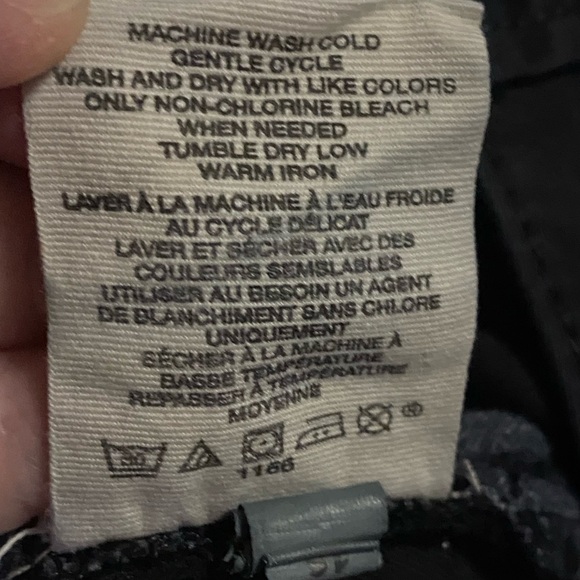 MACHINE WASH COLD
GENTLE CYCLE
WASH AND DRY WITH LIKE COLORS
ONLY NON-CHLORINE BLEACH
WHEN NEEDED
TUMBLE DRY LOW
WARM IRON
LAVER À LA MACHINE À L'EAU FROIDE
AU CYCLE DÉLICAT
LAVER ET SÉCHER AVEC DES
COULEURS SEMBLABLES
UTILISER AU BESOIN UN AGENT
DE BLANCHIMENT SANS CHLORE
UNIQUEMENT
SÉCHER À LA MACHINE À
BASSE TEMPÉRATURE
REPASSER À TEMPÉRATURE
MOYENNE
30
1166